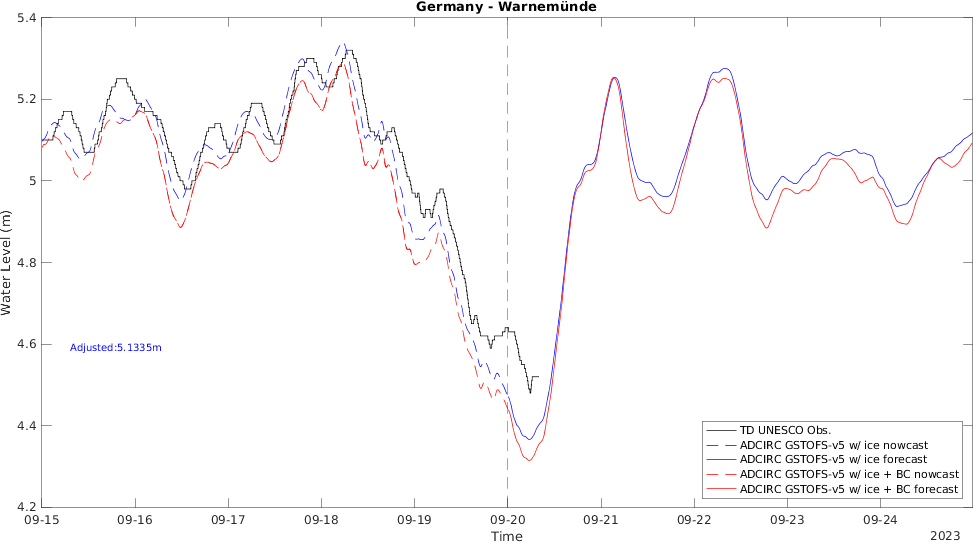 Germany - Warnemünde
5.4
5.2
5
4.8
4.6
4.4
4.2
Water Level (m)
Adjusted:5.1335m
TD UNESCO Obs.
ADCIRC GSTOFS-v5 w/ ice nowcast
ADCIRC GSTOFS-v5 w/ ice forecast
ADCIRC GSTOFS-v5 w/ ice + BC nowcast
ADCIRC GSTOFS-v5 w/ ice + BC forecast
09-15 09-16 09-17 09-18 09-19 09-20 09-21 09-22 09-23 09-24
Time
2023